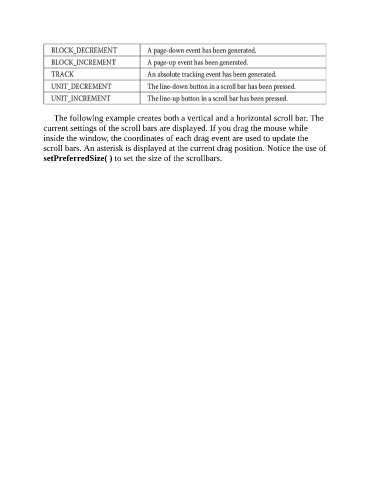 BLOCK_DECREMENT A page-down event has been generated.
BLOCK_INCREMENT A page-up event has been generated.
TRACK An absolute tracking event has been generated.
UNIT_DECREMENT The line-down button in a scroll bar has been pressed.
UNIT_INCREMENT The line-up button in a scroll bar has been pressed.
The following example creates both a vertical and a horizontal scroll bar. The
current settings of the scroll bars are displayed. If you drag the mouse while
inside the window, the coordinates of each drag event are used to update the
scroll bars. An asterisk is displayed at the current drag position. Notice the use of
setPreferredSize( ) to set the size of the scrollbars.